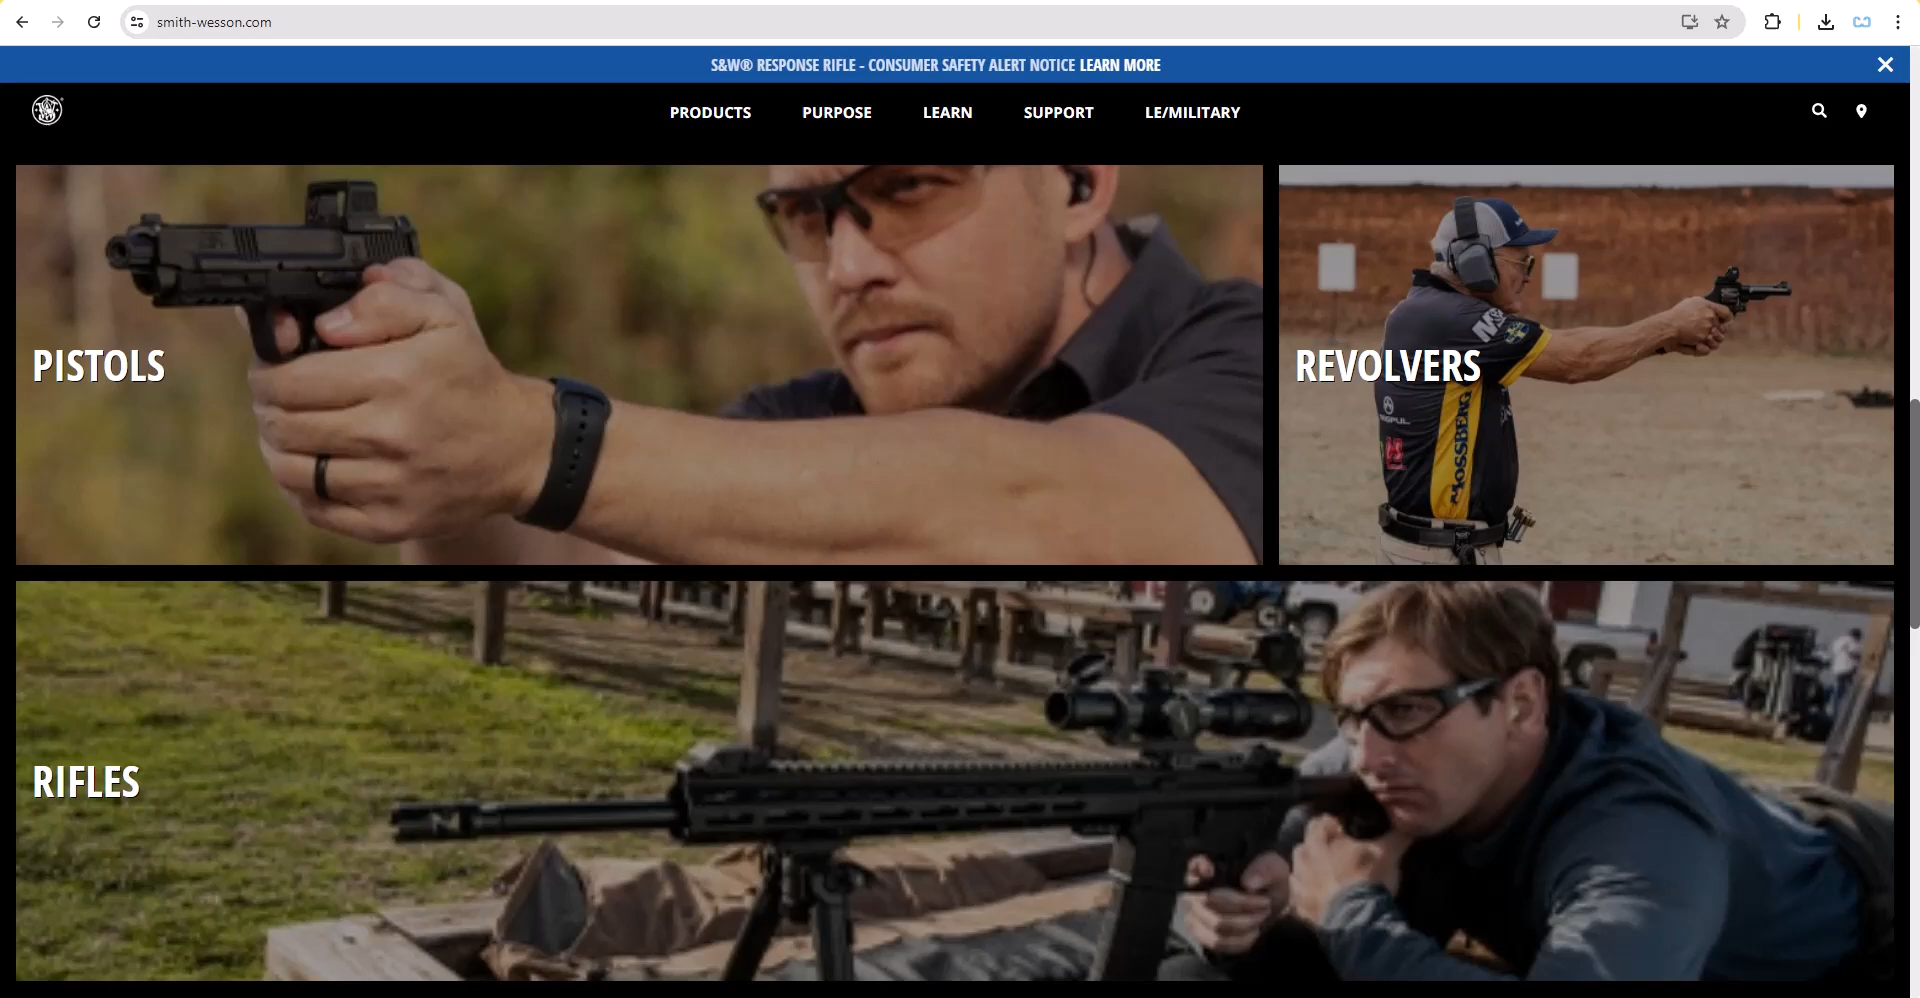 smith-wesson.com
S&W® RESPONSE RIFLE - CONSUMER SAFETY ALERT NOTICE LEARN MORE
PRODUCTS PURPOSE LEARN SUPPORT LE/MILITARY
PISTOLS
REVOLVERS
MOSSBERG
RIFLES